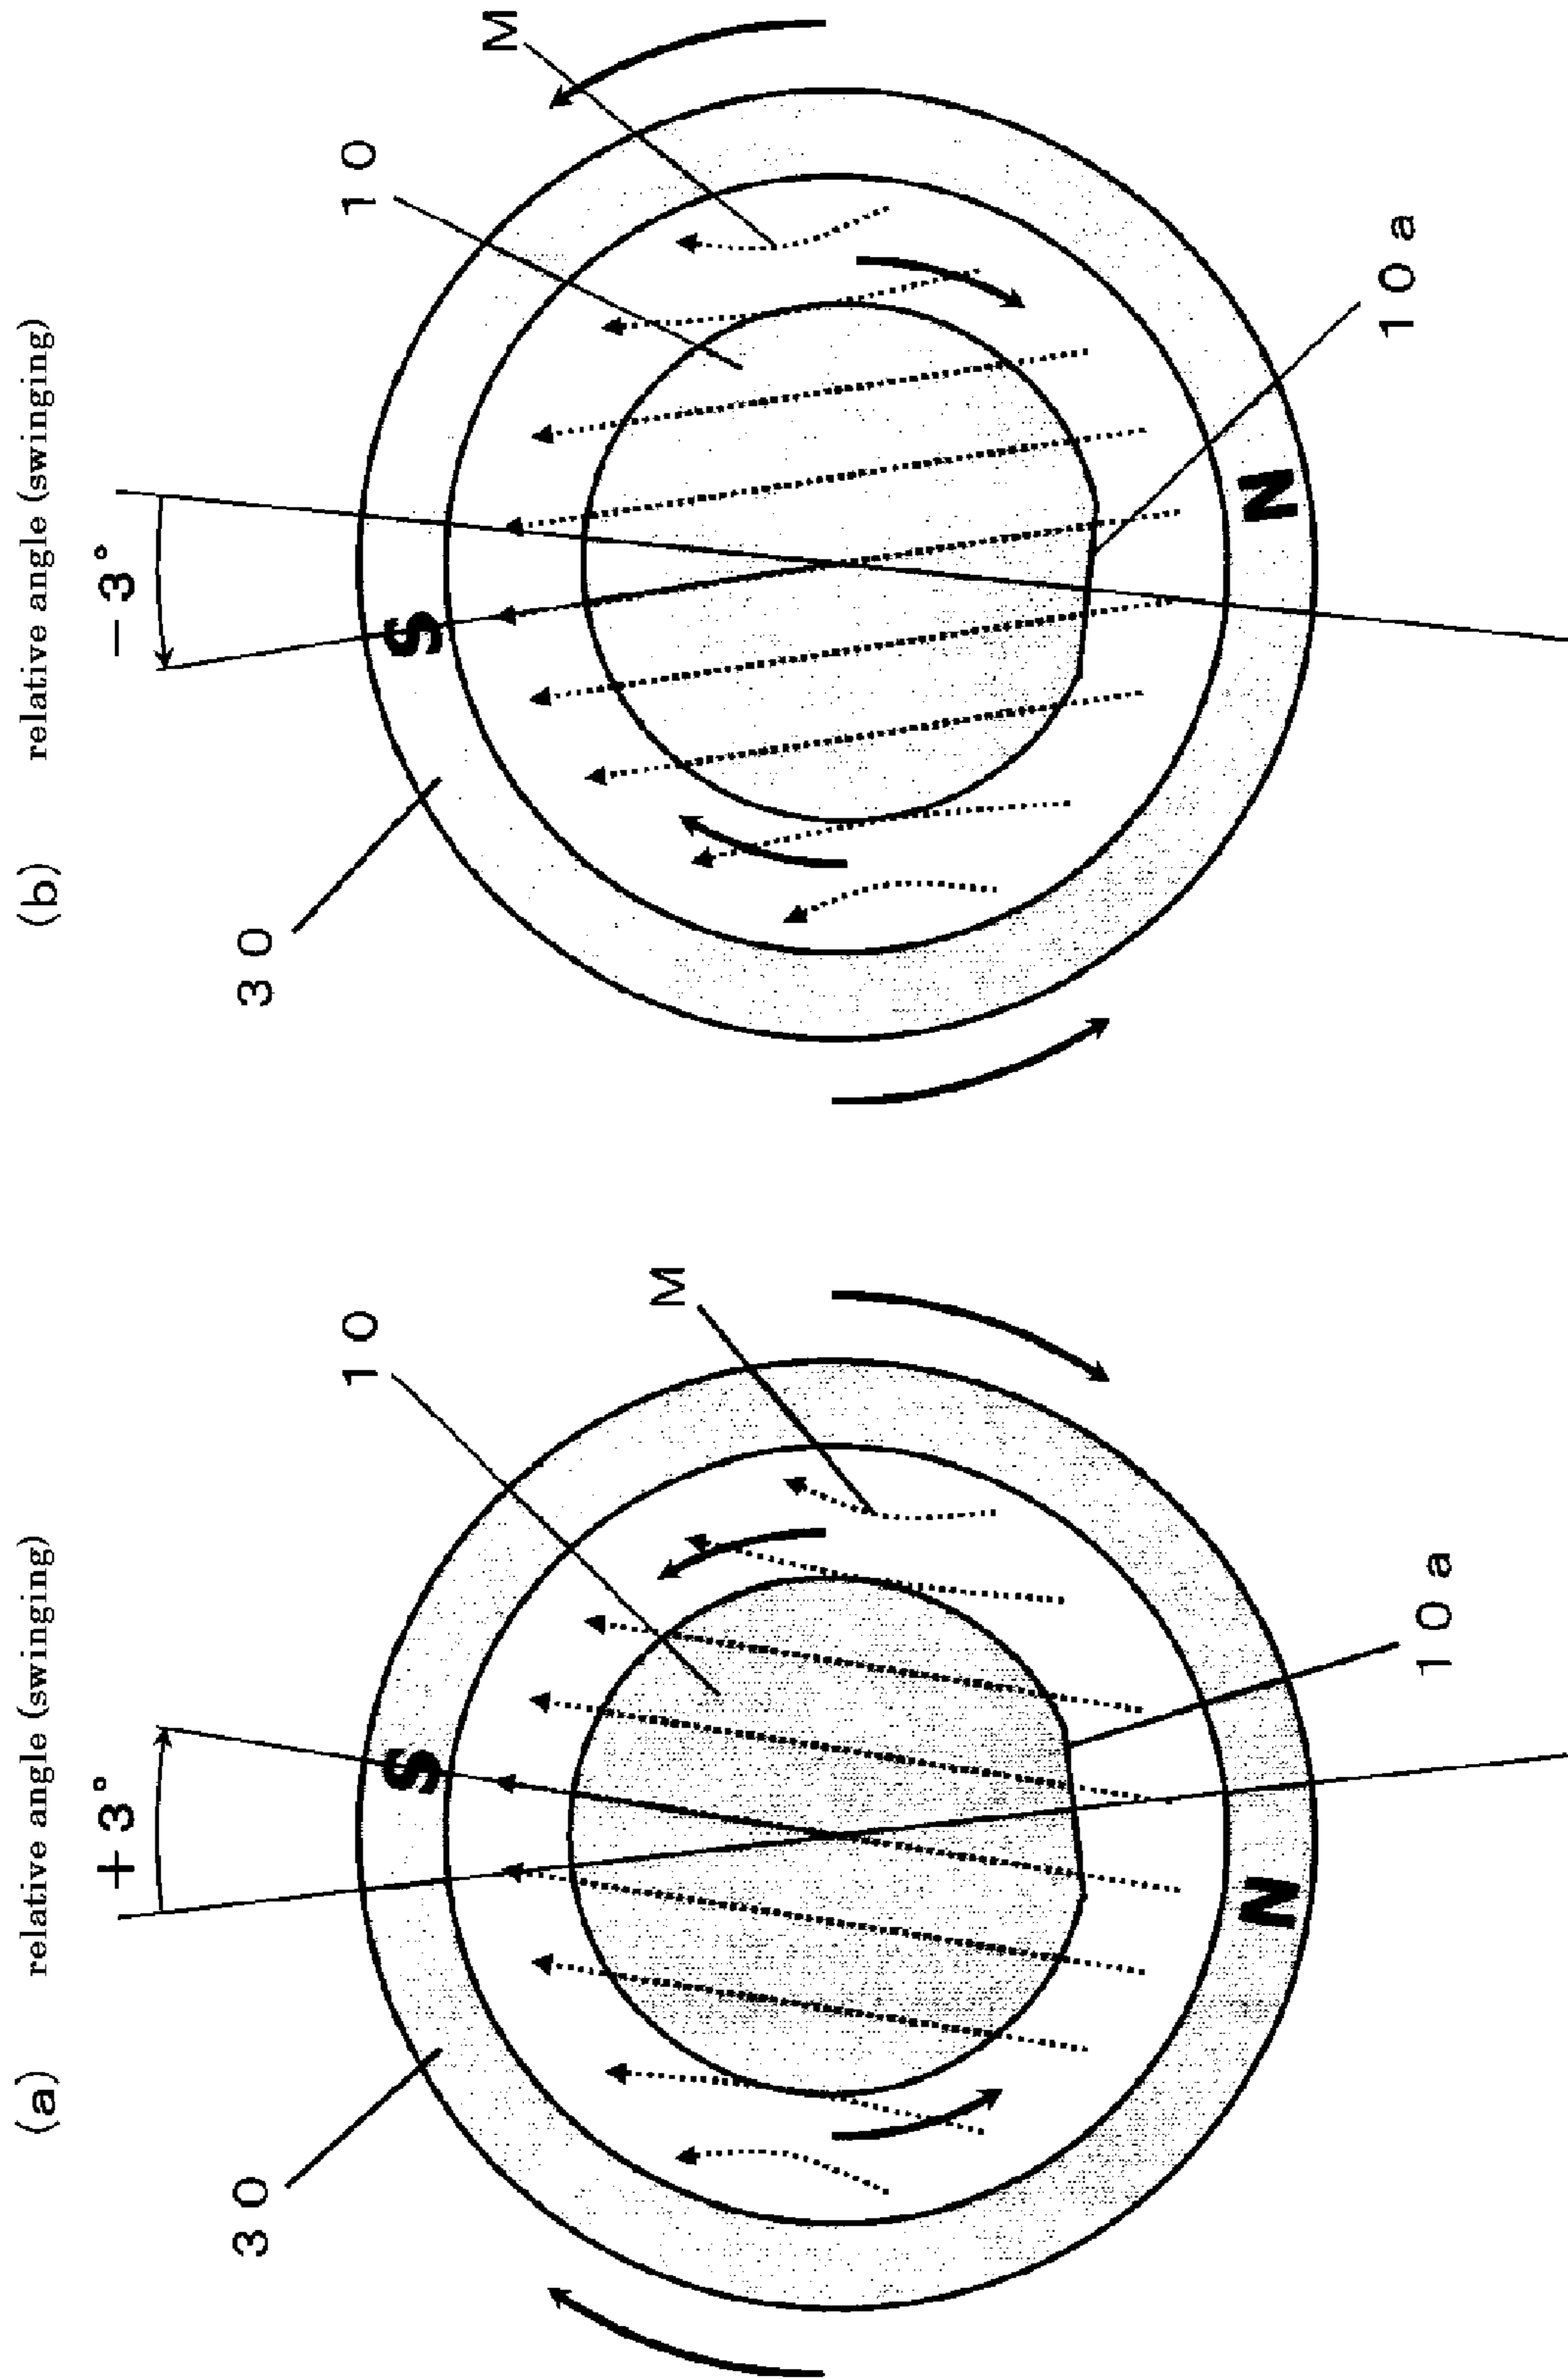 (a) relative angle (swinging)
+3°
30
10
M
S
N
10a
(b) relative angle (swinging)
−3°
30
10
M
S
N
10a